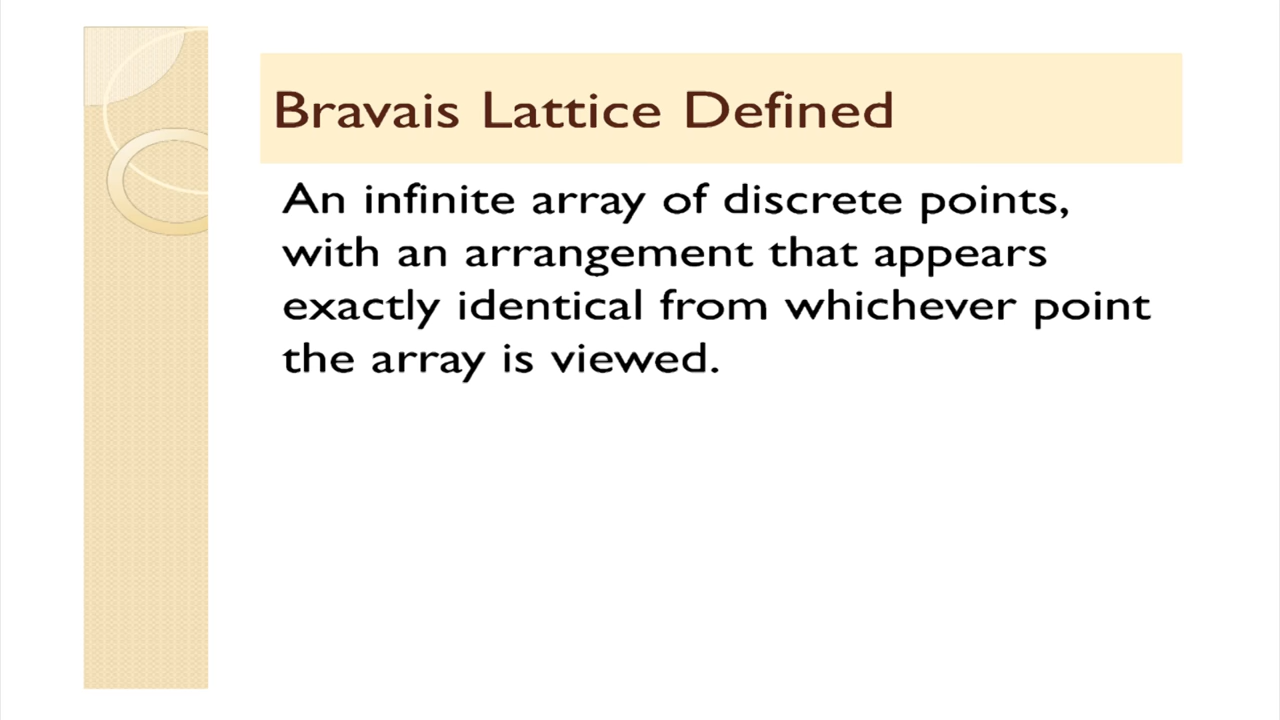 Bravais Lattice Defined
An infinite array of discrete points,
with an arrangement that appears
exactly identical from whichever point
the array is viewed.